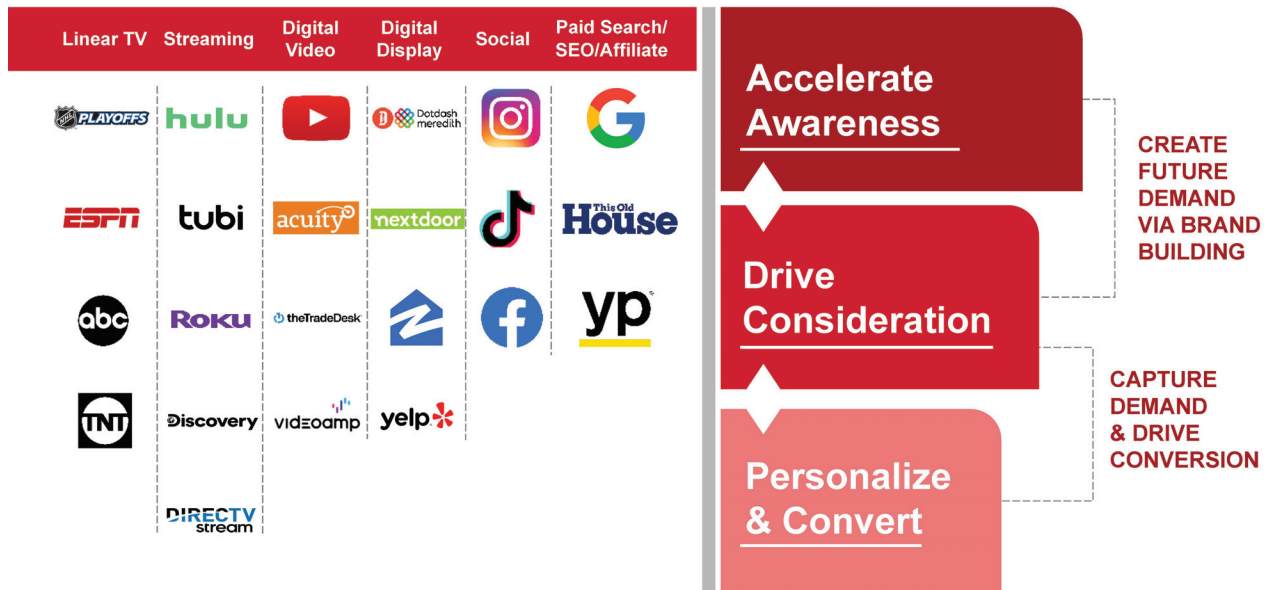 Linear TV
Streaming
Digital
Video
Digital
Display
Social
Paid Search/
SEO/Affiliate
NHL PLAYOFFS
hulu
Dotdash
meredith
G
ESPN
tubi
acuity
nextdoor
This Old
House
abc
ROKU
theTradeDesk
f
yp
TNT
Discovery
VIDEOAMP
yelp
DIRECTV
stream
Accelerate
Awareness
Drive
Consideration
Personalize
& Convert
CREATE
FUTURE
DEMAND
VIA BRAND
BUILDING
CAPTURE
DEMAND
& DRIVE
CONVERSION